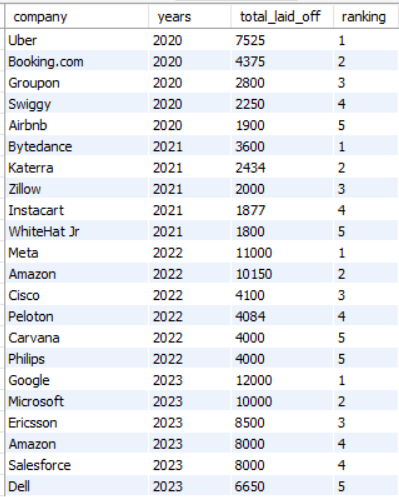 company years total_laid_off ranking
Uber 2020 7525 1
Booking.com 2020 4375 2
Groupon 2020 2800 3
Swiggy 2020 2250 4
Airbnb 2020 1900 5
Bytedance 2021 3600 1
Katerra 2021 2434 2
Zillow 2021 2000 3
Instacart 2021 1877 4
WhiteHat Jr 2021 1800 5
Meta 2022 11000 1
Amazon 2022 10150 2
Cisco 2022 4100 3
Peloton 2022 4084 4
Carvana 2022 4000 5
Philips 2022 4000 5
Google 2023 12000 1
Microsoft 2023 10000 2
Ericsson 2023 8500 3
Amazon 2023 8000 4
Salesforce 2023 8000 4
Dell 2023 6650 5